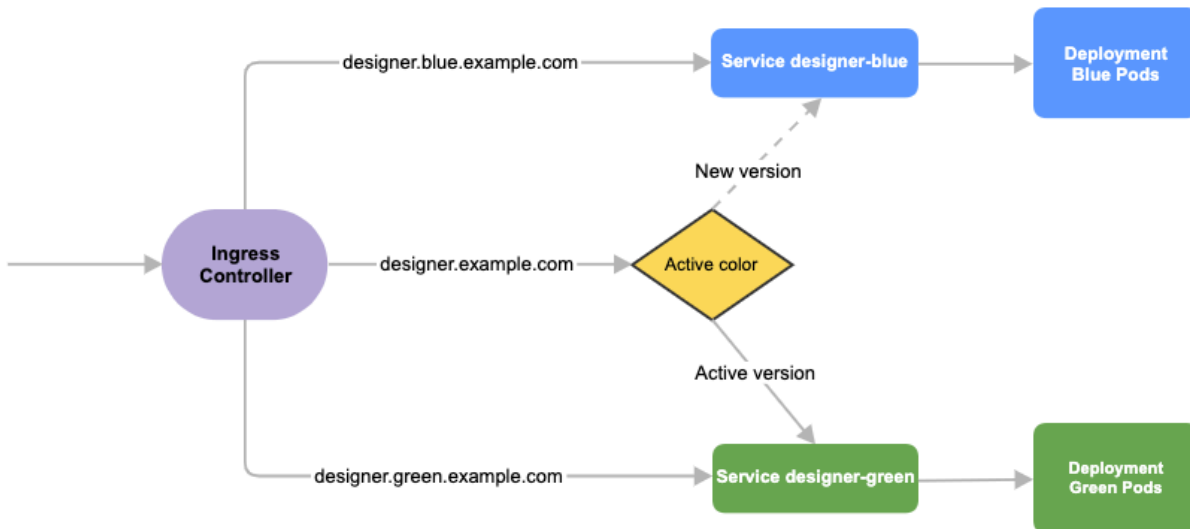 designer.blue.example.com
Service designer-blue
Deployment
Blue Pods
New version
Ingress
Controller
designer.example.com
Active color
Active version
designer.green.example.com
Service designer-green
Deployment
Green Pods